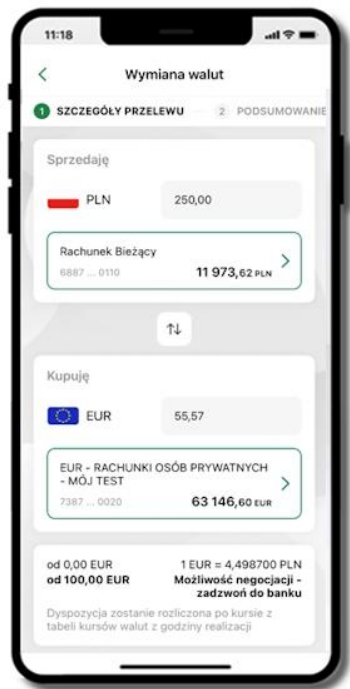 11:18
Wymiana walut
1 SZCZEGÓŁY PRZELEWU 2 PODSUMOWANIE
Sprzedaję
PLN 250,00
Rachunek Bieżący
6887 ... 0110 11 973,62 PLN
Kupuję
EUR 55,57
EUR - RACHUNKI OSÓB PRYWATNYCH
- MÓJ TEST
7387 ... 0020 63 146,60 EUR
od 0,00 EUR 1 EUR = 4,498700 PLN
od 100,00 EUR Możliwość negocjacji -
zadzwoń do banku
Dyspozycja zostanie rozliczona po kursie z
tabeli kursów walut z godziny realizacji